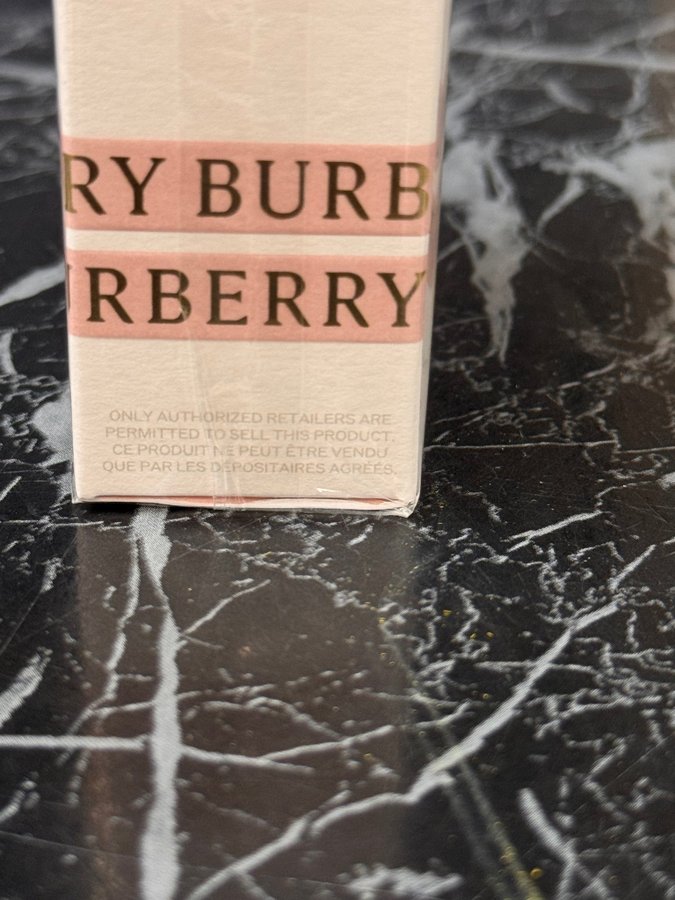 RY BURB
RBERRY
ONLY AUTHORIZED RETAILERS ARE
PERMITTED TO SELL THIS PRODUCT.
CE PRODUIT NE PEUT ÊTRE VENDU
QUE PAR LES DÉPOSITAIRES AGRÉÉS.